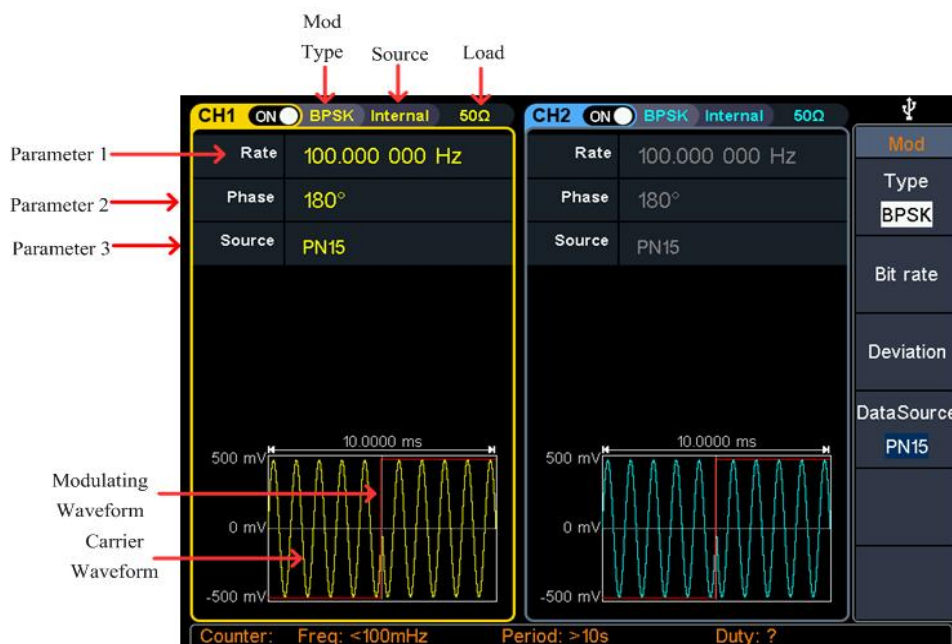 Mod
Type
Source
Load
CH1 ON BPSK Internal 50Ω
CH2 ON BPSK Internal 50Ω
Mod
Parameter 1
Rate 100.000 000 Hz
Rate 100.000 000 Hz
Type
BPSK
Parameter 2
Phase 180°
Phase 180°
Parameter 3
Source PN15
Source PN15
Bit rate
Deviation
DataSource
PN15
10.0000 ms
10.0000 ms
500 mV
500 mV
Modulating
Waveform
0 mV
0 mV
Carrier
Waveform
-500 mV
-500 mV
Counter: Freq: <100mHz Period: >10s Duty: ?